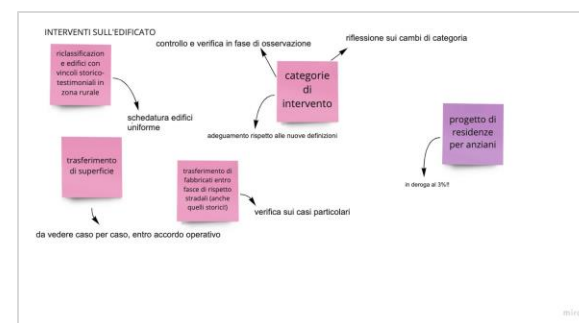 INTERVENTI SULL'EDIFICATO
controllo e verifica in fase di osservazione
riflessione sui cambi di categoria
riclassificazion
e edifici con
vincoli storico-
testimoniali in
zona rurale
categorie
di
intervento
schedatura edifici
uniforme
adeguamento rispetto alle nuove definizioni
progetto di
residenze
per anziani
trasferimento
di superficie
trasferimento di
fabbricati entro
fasce di rispetto
stradali (anche
quelli storici!)
in deroga al 3%!!
verifica sui casi particolari
da vedere caso per caso, entro accordo operativo
miro